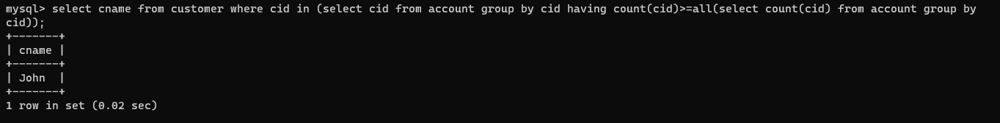 mysql> select cname from customer where cid in (select cid from account group by cid having count(cid)>=all(select count(cid) from account group by
cid));
+-------+
| cname |
+-------+
| John  |
+-------+
1 row in set (0.02 sec)